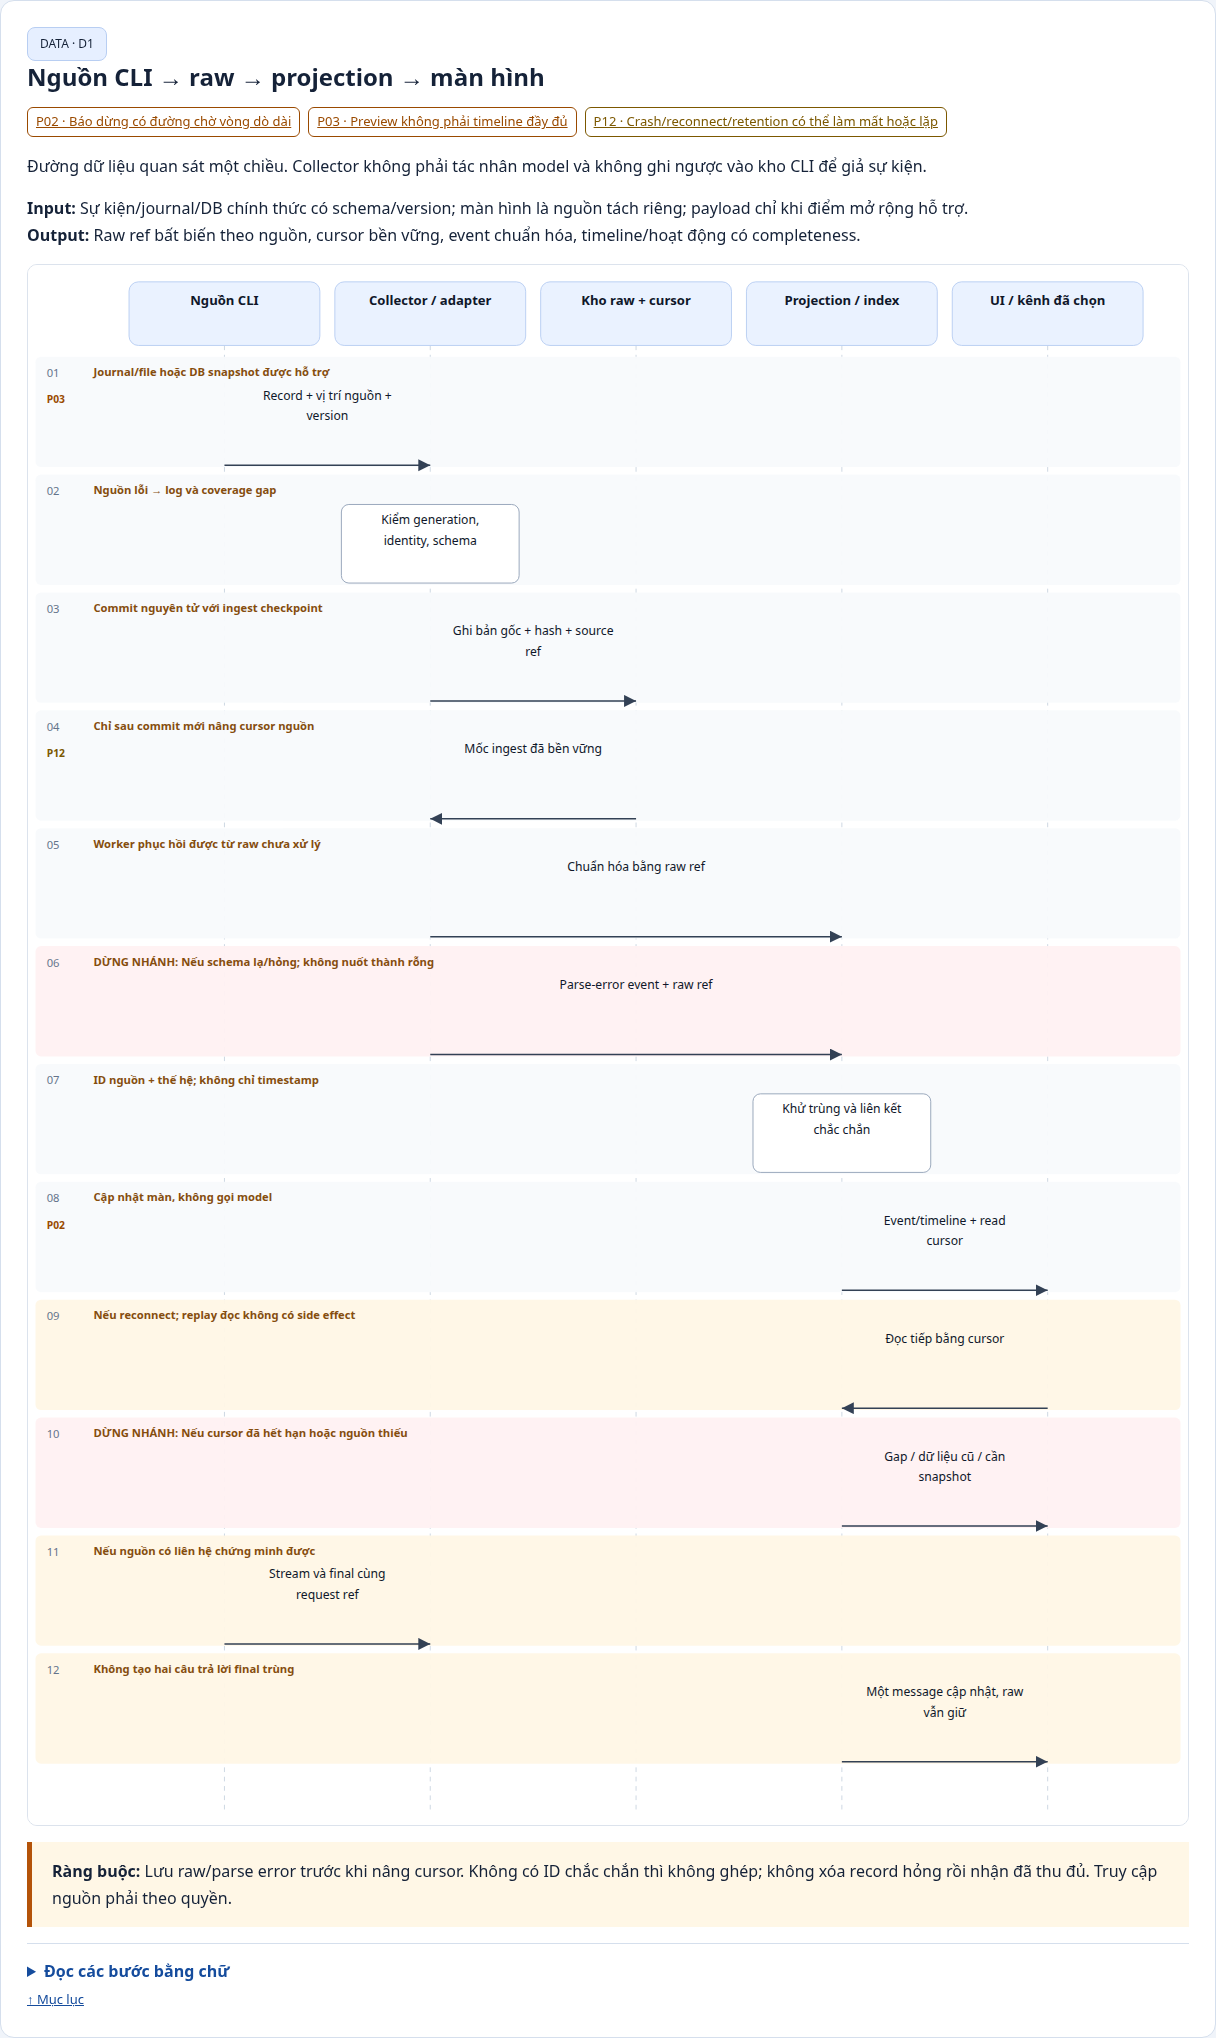 DATA · D1
Nguồn CLI → raw → projection → màn hình
P02 · Báo dừng có đường chờ vòng dò dài
P03 · Preview không phải timeline đầy đủ
P12 · Crash/reconnect/retention có thể làm mất hoặc lặp
Đường dữ liệu quan sát một chiều. Collector không phải tác nhân model và không ghi ngược vào kho CLI để giả sự kiện.
Input: Sự kiện/journal/DB chính thức có schema/version; màn hình là nguồn tách riêng; payload chỉ khi điểm mở rộng hỗ trợ.
Output: Raw ref bất biến theo nguồn, cursor bền vững, event chuẩn hóa, timeline/hoạt động có completeness.
Nguồn CLI
Collector / adapter
Kho raw + cursor
Projection / index
UI / kênh đã chọn
01
Journal/file hoặc DB snapshot được hỗ trợ
P03
Record + vị trí nguồn +
version
02
Nguồn lỗi → log và coverage gap
Kiểm generation,
identity, schema
03
Commit nguyên tử với ingest checkpoint
Ghi bản gốc + hash + source
ref
04
Chỉ sau commit mới nâng cursor nguồn
P12
Mốc ingest đã bền vững
05
Worker phục hồi được từ raw chưa xử lý
Chuẩn hóa bằng raw ref
06
DỪNG NHÁNH: Nếu schema lạ/hỏng; không nuốt thành rỗng
Parse-error event + raw ref
07
ID nguồn + thế hệ; không chỉ timestamp
Khử trùng và liên kết
chắc chắn
08
Cập nhật màn, không gọi model
P02
Event/timeline + read
cursor
09
Nếu reconnect; replay đọc không có side effect
Đọc tiếp bằng cursor
10
DỪNG NHÁNH: Nếu cursor đã hết hạn hoặc nguồn thiếu
Gap / dữ liệu cũ / cần
snapshot
11
Nếu nguồn có liên hệ chứng minh được
Stream và final cùng
request ref
12
Không tạo hai câu trả lời final trùng
Một message cập nhật, raw
vẫn giữ
Ràng buộc: Lưu raw/parse error trước khi nâng cursor. Không có ID chắc chắn thì không ghép; không xóa record hỏng rồi nhận đã thu đủ. Truy cập
nguồn phải theo quyền.
▶ Đọc các bước bằng chữ
↑ Mục lục